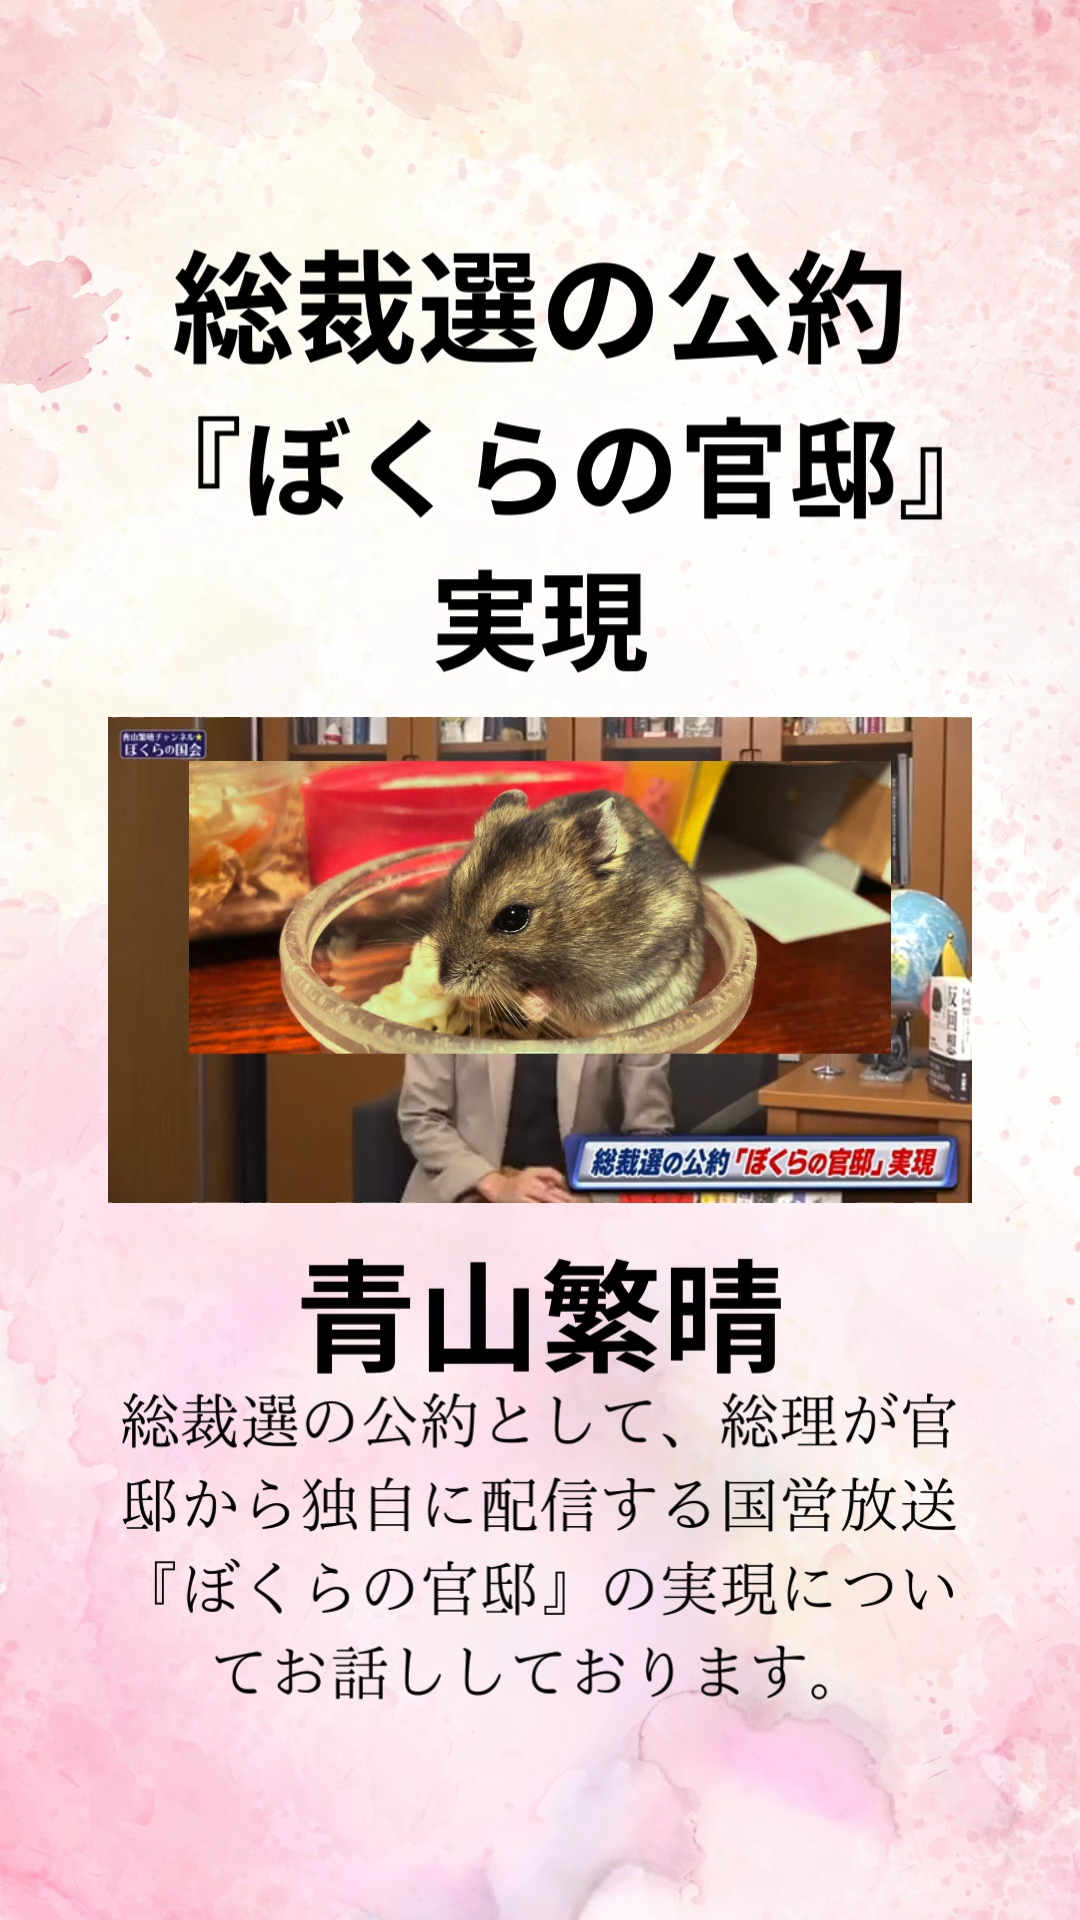 総裁選の公約
『ぼくらの官邸』
実現
青山繁晴チャンネル★
ぼくらの国会
反回想
総裁選の公約「ぼくらの官邸」実現
青山繁晴
総裁選の公約として、総理が官
邸から独自に配信する国営放送
『ぼくらの官邸』の実現につい
てお話ししております。